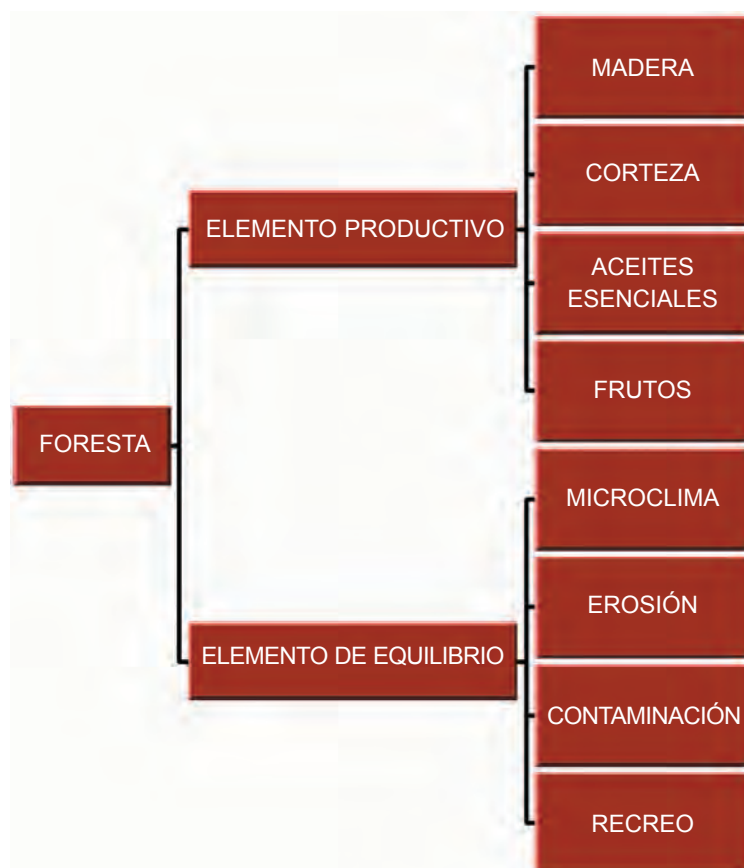 FORESTA
ELEMENTO PRODUCTIVO
MADERA
CORTEZA
ACEITES
ESENCIALES
FRUTOS
ELEMENTO DE EQUILIBRIO
MICROCLIMA
EROSIÓN
CONTAMINACIÓN
RECREO